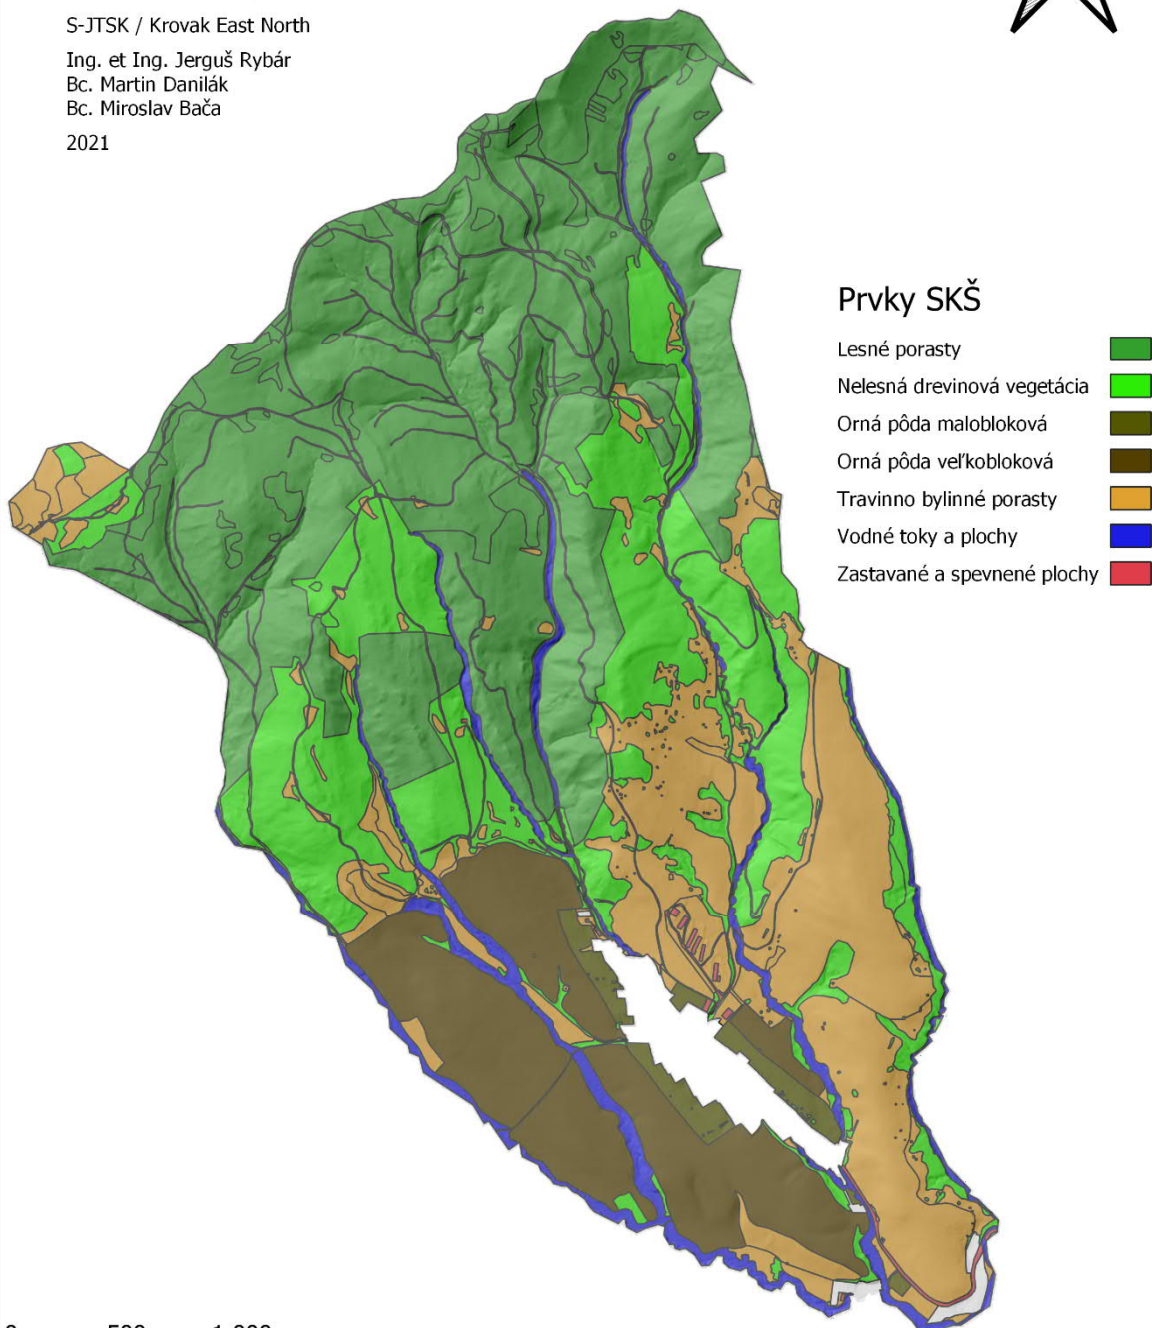 S-JTSK / Krovak East North
Ing. et Ing. Jerguš Rybár
Bc. Martin Danilák
Bc. Miroslav Bača
2021
Prvky SKŠ
Lesné porasty
Nelesná drevinová vegetácia
Orná pôda malobloková
Orná pôda veľkobloková
Travinno bylinné porasty
Vodné toky a plochy
Zastavané a spevnené plochy